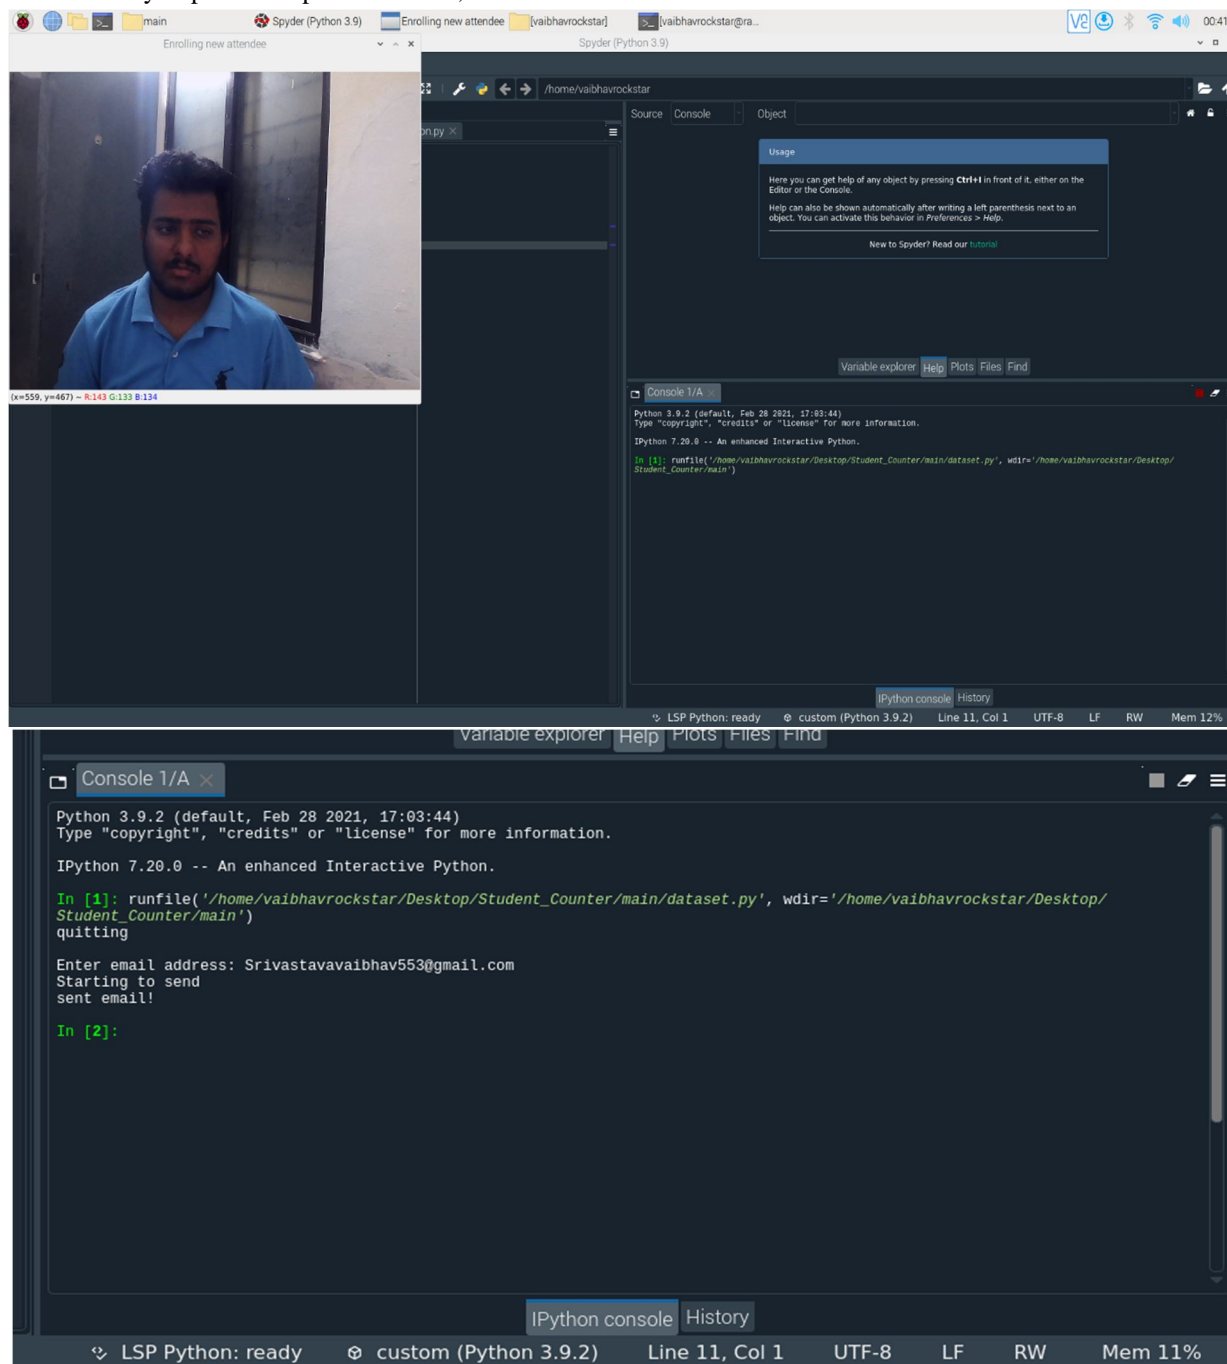 main
Spyder (Python 3.9)
Enrolling new attendee
[vaibhavrockstar]
[vaibhavrockstar@ra...
V2
00:41
Enrolling new attendee
Spyder (Python 3.9)
/home/vaibhavrockstar
Source Console Object
on.py
Usage
Here you can get help of any object by pressing Ctrl+I in front of it, either on the
Editor or the Console.
Help can also be shown automatically after writing a left parenthesis next to an
object. You can activate this behavior in Preferences > Help.
New to Spyder? Read our tutorial
Variable explorer Help Plots Files Find
(x=559, y=467) ~ R:143 G:133 B:134
Console 1/A
Python 3.9.2 (default, Feb 28 2021, 17:03:44)
Type "copyright", "credits" or "license" for more information.
IPython 7.20.0 -- An enhanced Interactive Python.
In [1]: runfile('/home/vaibhavrockstar/Desktop/Student_Counter/main/dataset.py', wdir='/home/vaibhavrockstar/Desktop/
Student_Counter/main')
IPython console History
LSP Python: ready custom (Python 3.9.2) Line 11, Col 1 UTF-8 LF RW Mem 12%
Variable explorer Help Plots Files Find
Console 1/A
Python 3.9.2 (default, Feb 28 2021, 17:03:44)
Type "copyright", "credits" or "license" for more information.
IPython 7.20.0 -- An enhanced Interactive Python.
In [1]: runfile('/home/vaibhavrockstar/Desktop/Student_Counter/main/dataset.py', wdir='/home/vaibhavrockstar/Desktop/
Student_Counter/main')
quitting
Enter email address: Srivastavavaibhav553@gmail.com
Starting to send
sent email!
In [2]:
IPython console History
LSP Python: ready custom (Python 3.9.2) Line 11, Col 1 UTF-8 LF RW Mem 11%